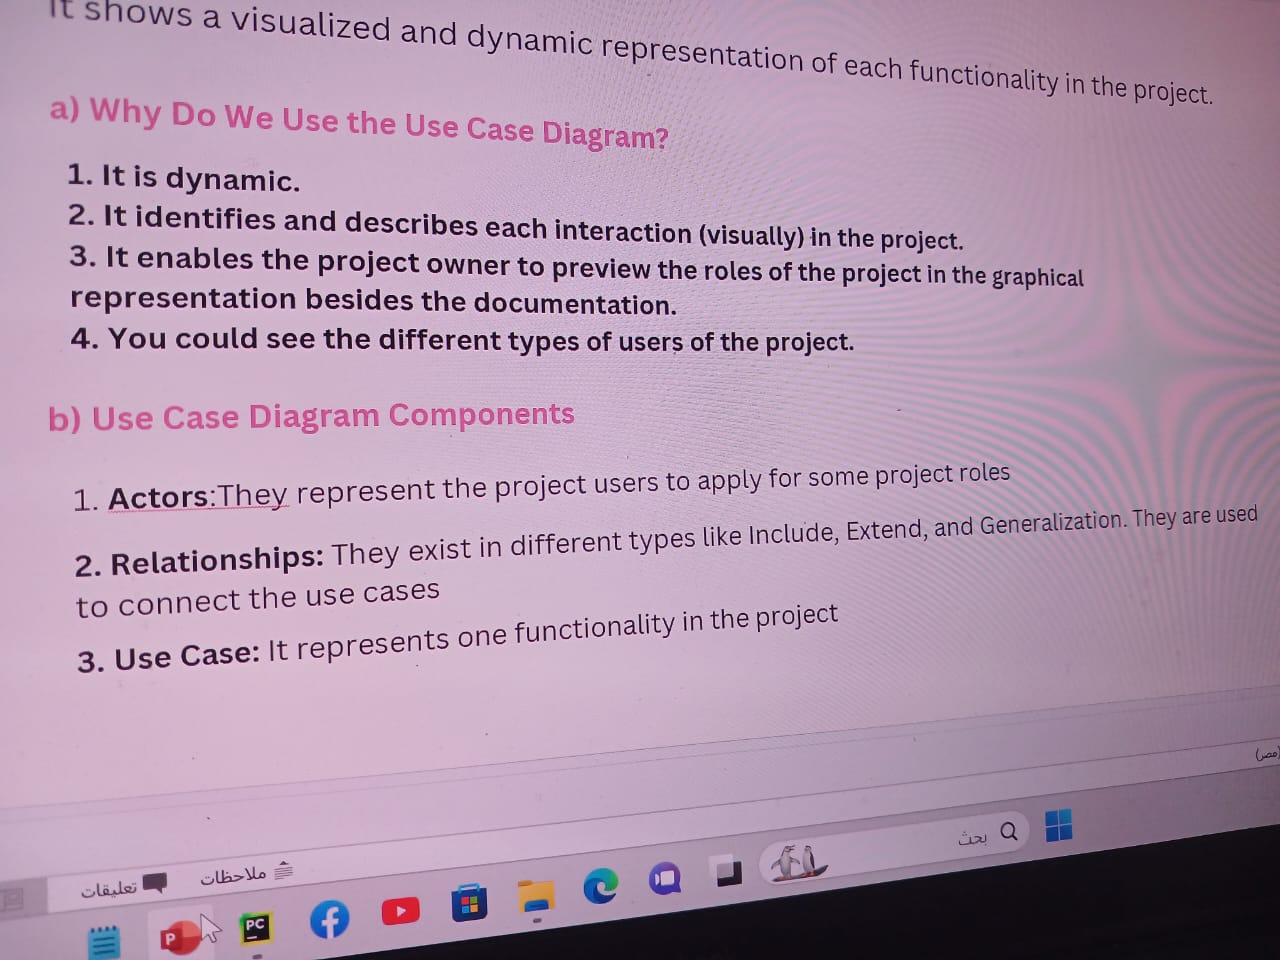 It shows a visualized and dynamic representation of each functionality in the project.
a) Why Do We Use the Use Case Diagram?
1. It is dynamic.
2. It identifies and describes each interaction (visually) in the project.
3. It enables the project owner to preview the roles of the project in the graphical
representation besides the documentation.
4. You could see the different types of users of the project.
b) Use Case Diagram Components
1. Actors:They represent the project users to apply for some project roles
2. Relationships: They exist in different types like Include, Extend, and Generalization. They are used
to connect the use cases
3. Use Case: It represents one functionality in the project
تعليقات ملاحظات
بحث
P PC